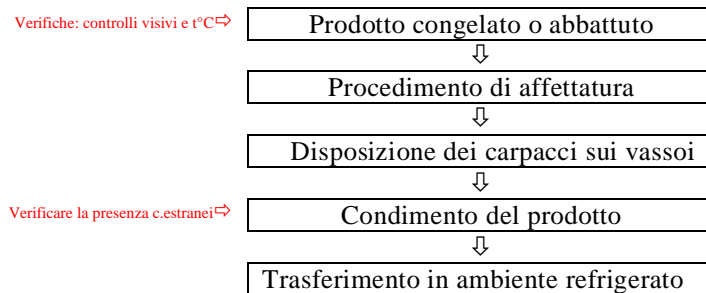 Verifiche: controlli visivi e t°C⇨ Prodotto congelato o abbattuto
⇩
Procedimento di affettatura
⇩
Disposizione dei carpacci sui vassoi
⇩
Verificare la presenza c.estranei⇨ Condimento del prodotto
⇩
Trasferimento in ambiente refrigerato